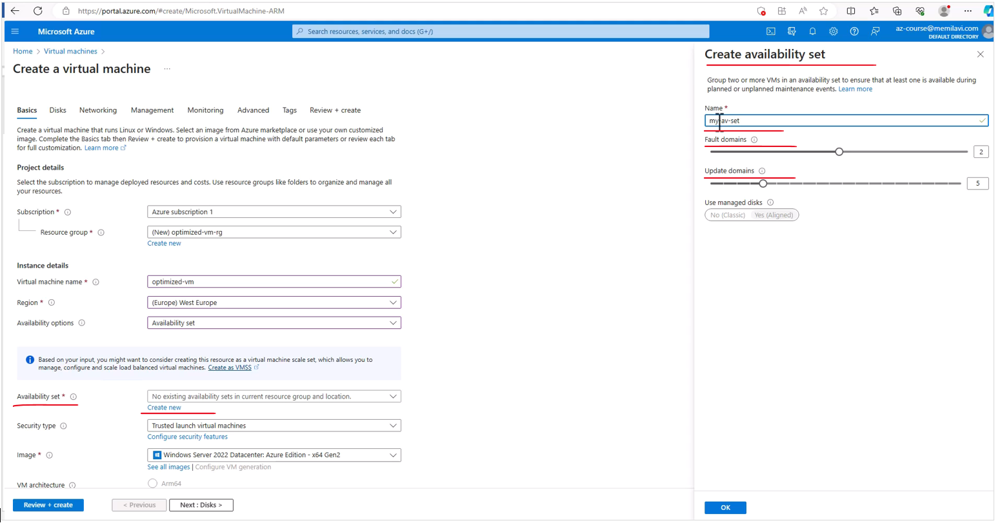 https://portal.azure.com/#create/Microsoft.VirtualMachine-ARM
Microsoft Azure
Search resources, services, and docs (G+/)
az-course@memilavi.com
DEFAULT DIRECTORY
Home > Virtual machines >
Create a virtual machine ...
Basics Disks Networking Management Monitoring Advanced Tags Review + create
Create a virtual machine that runs Linux or Windows. Select an image from Azure marketplace or use your own customized
image. Complete the Basics tab then Review + create to provision a virtual machine with default parameters or review each tab
for full customization. Learn more
Project details
Select the subscription to manage deployed resources and costs. Use resource groups like folders to organize and manage all
your resources.
Subscription * Azure subscription 1
Resource group * (New) optimized-vm-rg
Create new
Instance details
Virtual machine name * optimized-vm
Region * (Europe) West Europe
Availability options Availability set
Based on your input, you might want to consider creating this resource as a virtual machine scale set, which allows you to
manage, configure and scale load balanced virtual machines. Create as VMSS
Availability set * No existing availability sets in current resource group and location.
Create new
Security type Trusted launch virtual machines
Configure security features
Image * Windows Server 2022 Datacenter: Azure Edition - x64 Gen2
See all images | Configure VM generation
VM architecture Arm64
Review + create < Previous Next : Disks >
Create availability set
Group two or more VMs in an availability set to ensure that at least one is available during
planned or unplanned maintenance events. Learn more
Name *
my-av-set
Fault domains
2
Update domains
5
Use managed disks
No (Classic) Yes (Aligned)
OK